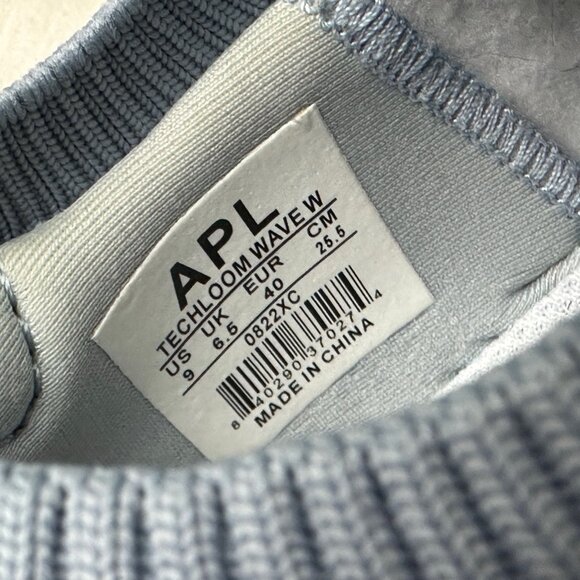 APL
TECHLOOM WAVE W
US UK EUR CM
9 6.5 40 25.5
0822XC
8 40290 37027 4
MADE IN CHINA